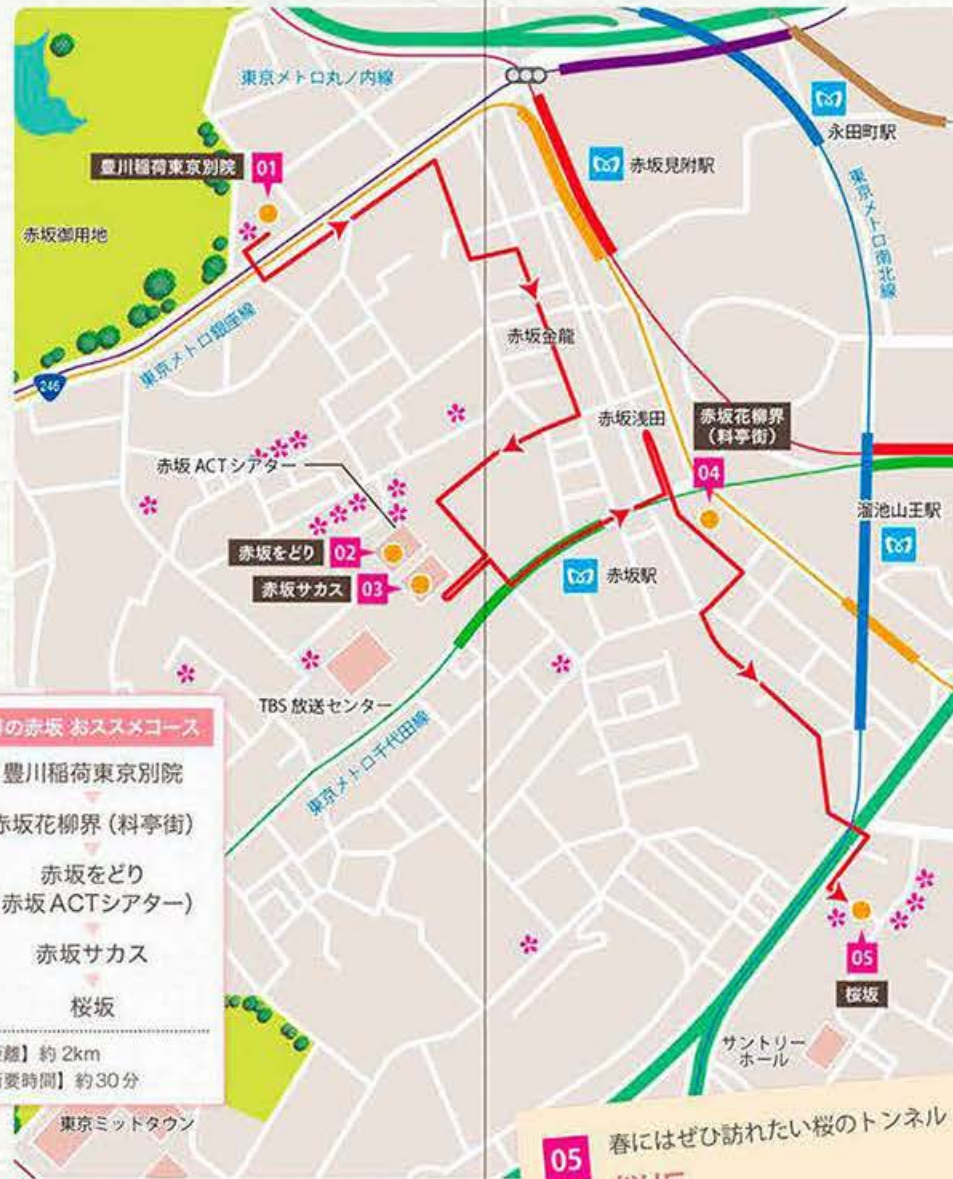 東京メトロ丸ノ内線
永田町駅
豊川稲荷東京別院 01
赤坂見附駅
赤坂御用地
東京メトロ南北線
東京メトロ銀座線
246
赤坂金龍
赤坂浅田
赤坂花柳界
（料亭街）
04
赤坂 ACTシアター
溜池山王駅
赤坂をどり 02
赤坂サカス 03
赤坂駅
TBS 放送センター
東京メトロ千代田線
の赤坂 おススメコース
豊川稲荷東京別院
赤坂花柳界（料亭街）
赤坂をどり
赤坂ACTシアター）
赤坂サカス
桜坂
離】約 2km
要時間】約30分
05
桜坂
サントリー
ホール
東京ミッドタウン
05
春にはぜひ訪れたい桜のトンネル